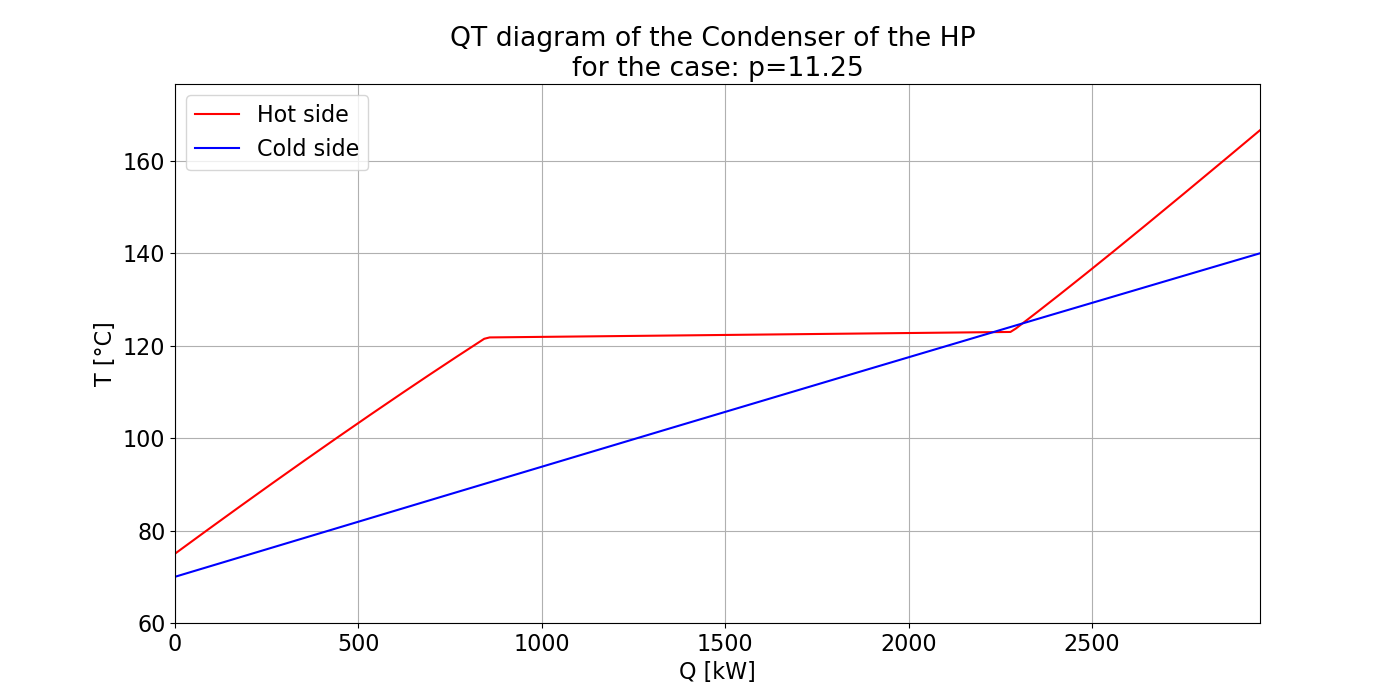 QT diagram of the Condenser of the HP
for the case: p=11.25
Hot side
Cold side
T [°C]
160
140
120
100
80
60
0 500 1000 1500 2000 2500
Q [kW]